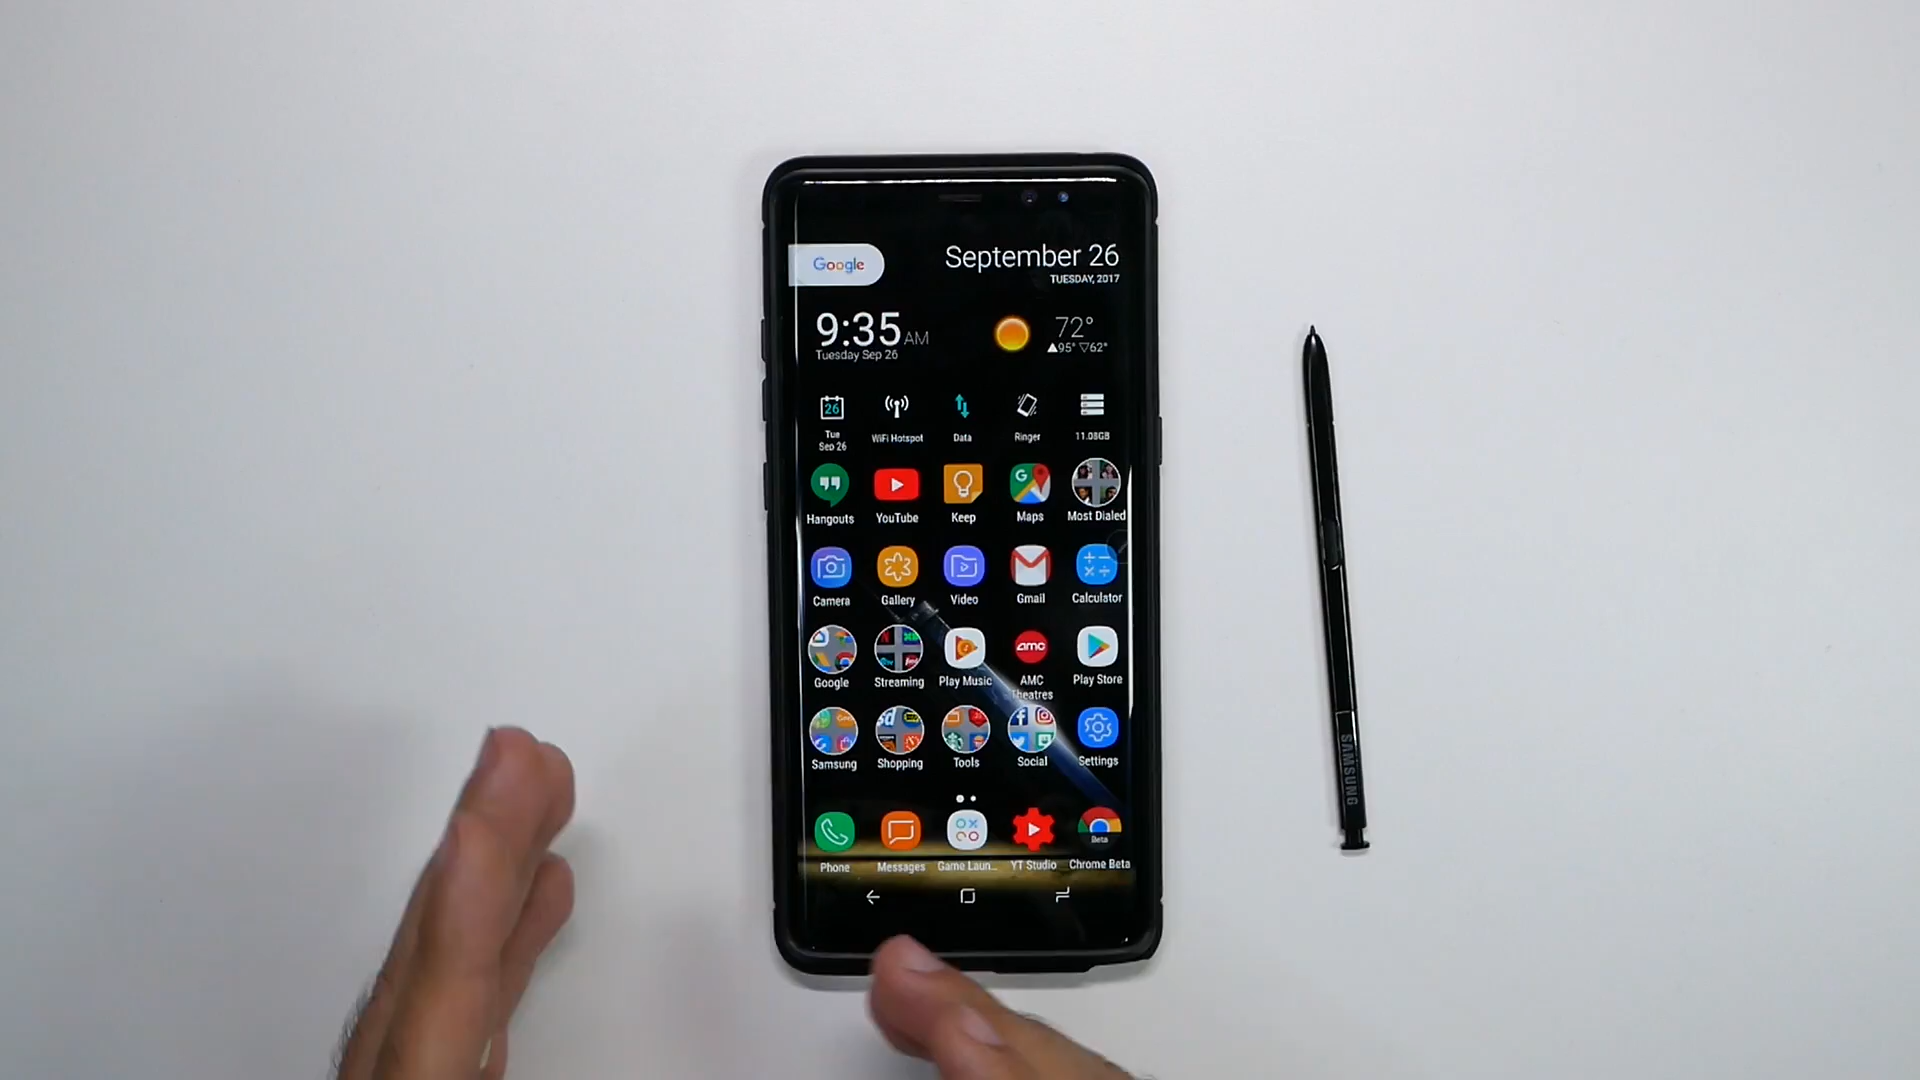 Google
September 26
TUESDAY, 2017
9:35 AM
Tuesday Sep 26
72°
▲95° ▽62°
26
Tue
Sep 26
WiFi Hotspot
Data
Ringer
11.08GB
G
Hangouts
YouTube
Keep
Maps
Most Dialed
Camera
Gallery
Video
Gmail
Calculator
amc
Google
Streaming
Play Music
AMC
Theatres
Play Store
Samsung
Shopping
Tools
Social
Settings
Beta
Phone
Messages
Game Laun...
YT Studio
Chrome Beta
SAMSUNG